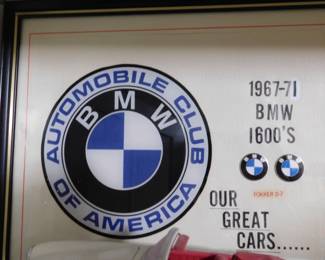 BMW
AUTOMOBILE CLUB
OF AMERICA
1967-71
BMW
1600'S
FOKKER D-7
OUR
GREAT
CARS......